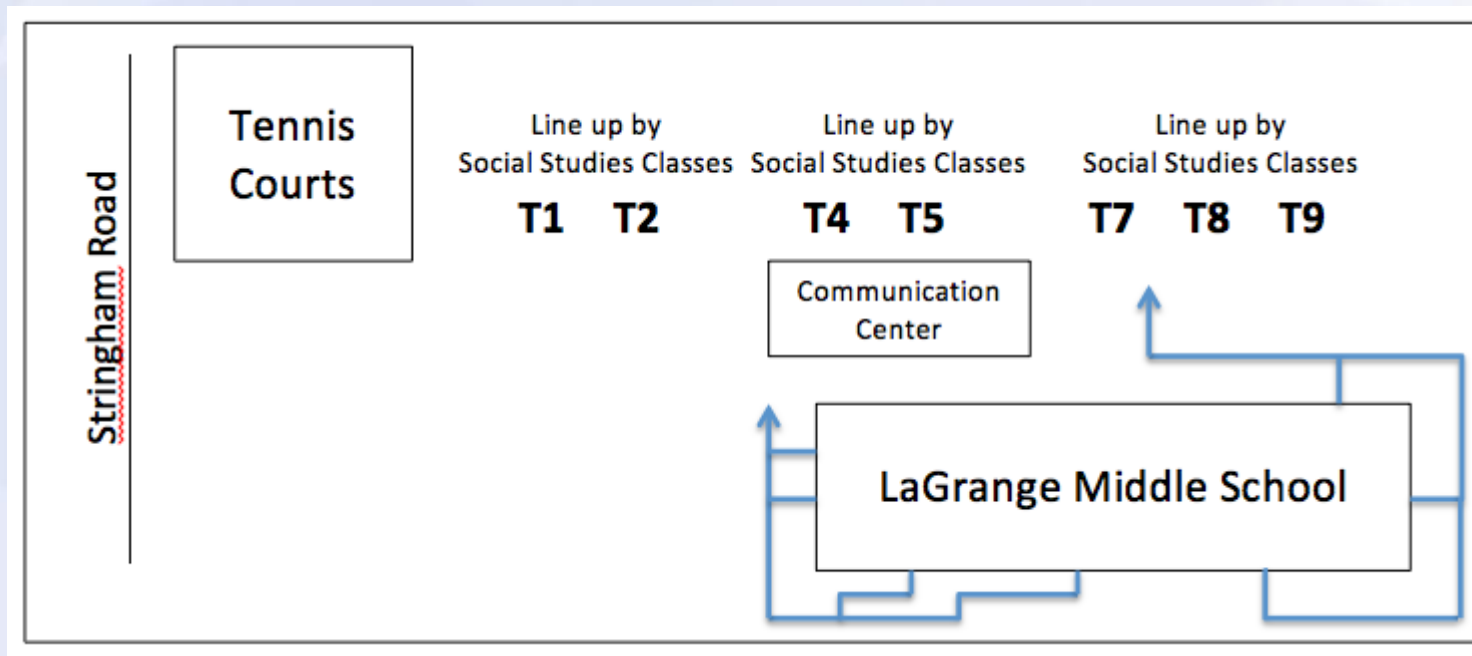 Stringham Road
Tennis
Courts
Line up by
Social Studies Classes
T1 T2
Line up by
Social Studies Classes
T4 T5
Line up by
Social Studies Classes
T7 T8 T9
Communication
Center
LaGrange Middle School